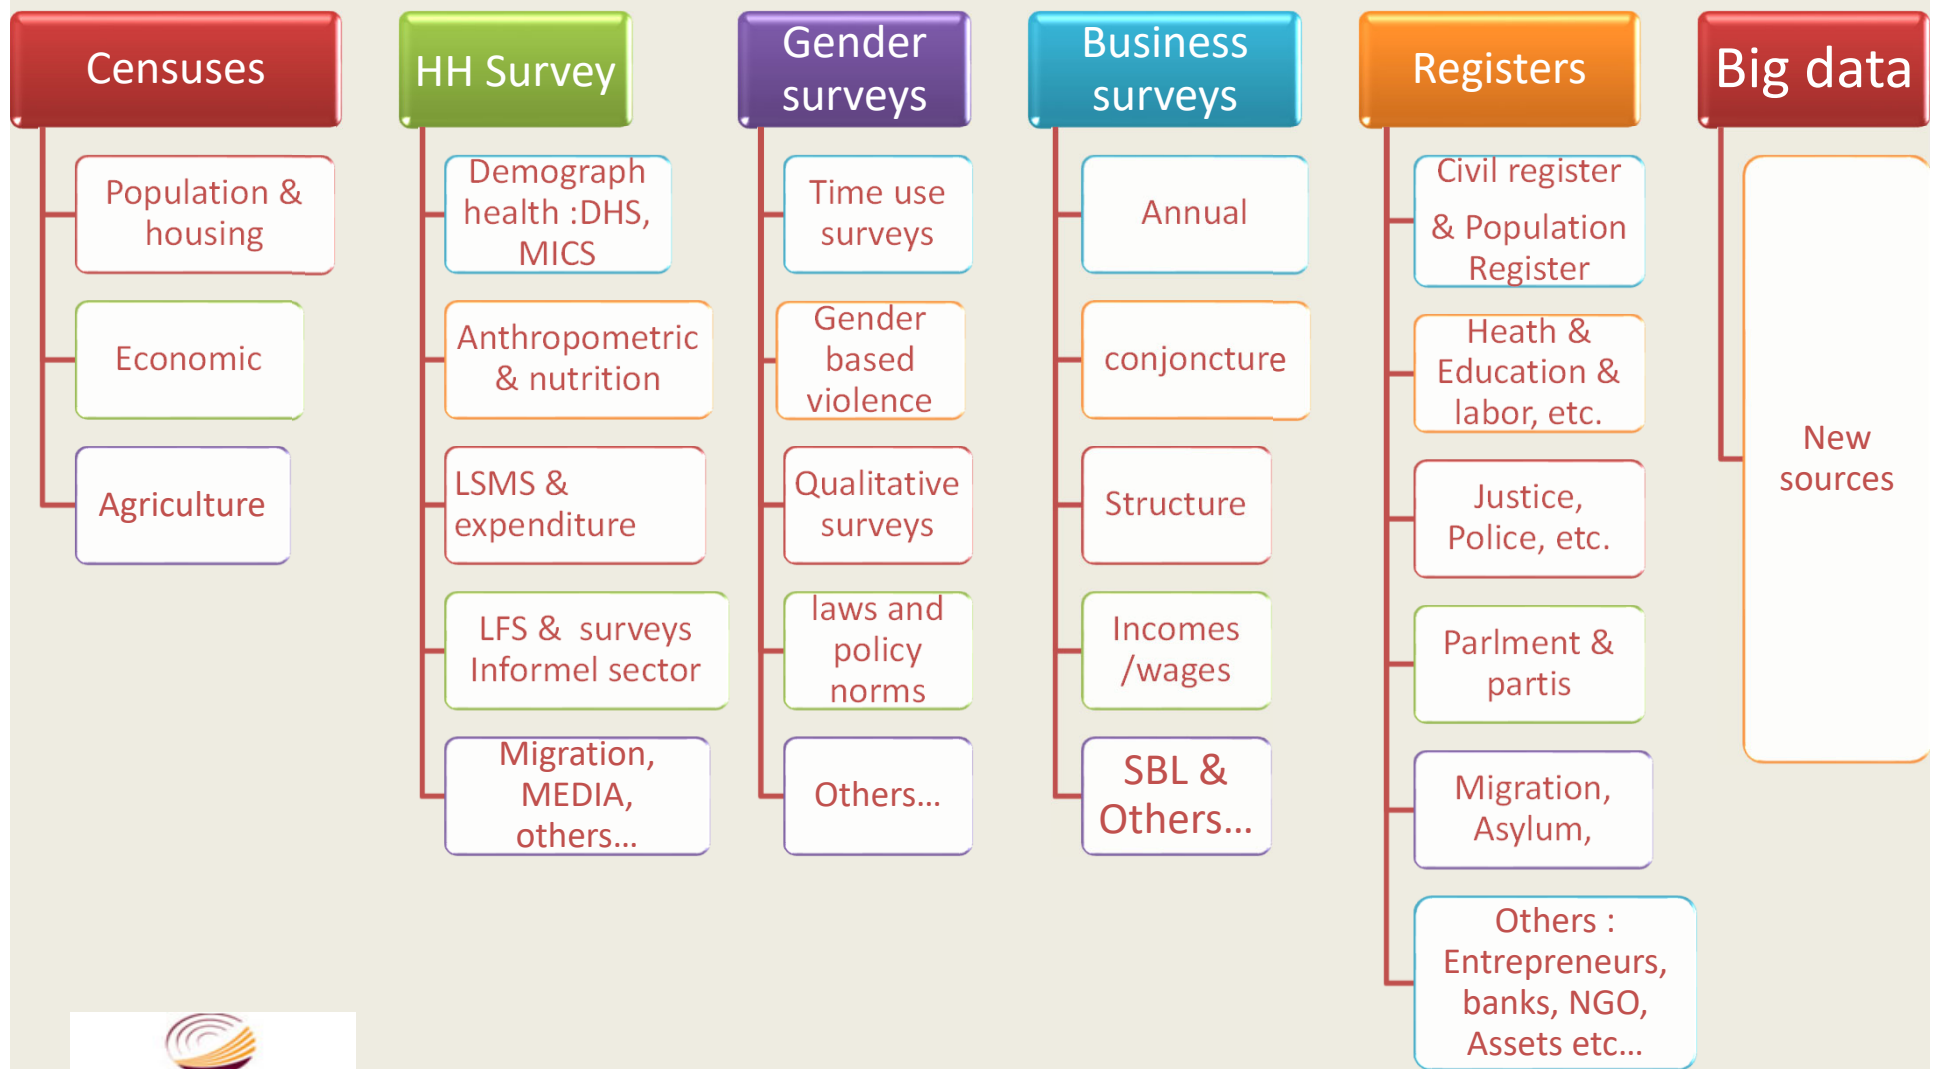 Censuses
Population &
housing
Economic
Agriculture
HH Survey
Demograph
health :DHS,
MICS
Anthropometric
& nutrition
LSMS &
expenditure
LFS &  surveys
Informel sector
Migration,
MEDIA,
others...
Gender
surveys
Time use
surveys
Gender
based
violence
Qualitative
surveys
laws and
policy
norms
Others...
Business
surveys
Annual
conjoncture
Structure
Incomes
/wages
SBL &
Others...
Registers
Civil register
& Population
Register
Heath &
Education &
labor, etc.
Justice,
Police, etc.
Parlment &
partis
Migration,
Asylum,
Others :
Entrepreneurs,
banks, NGO,
Assets etc...
Big data
New
sources